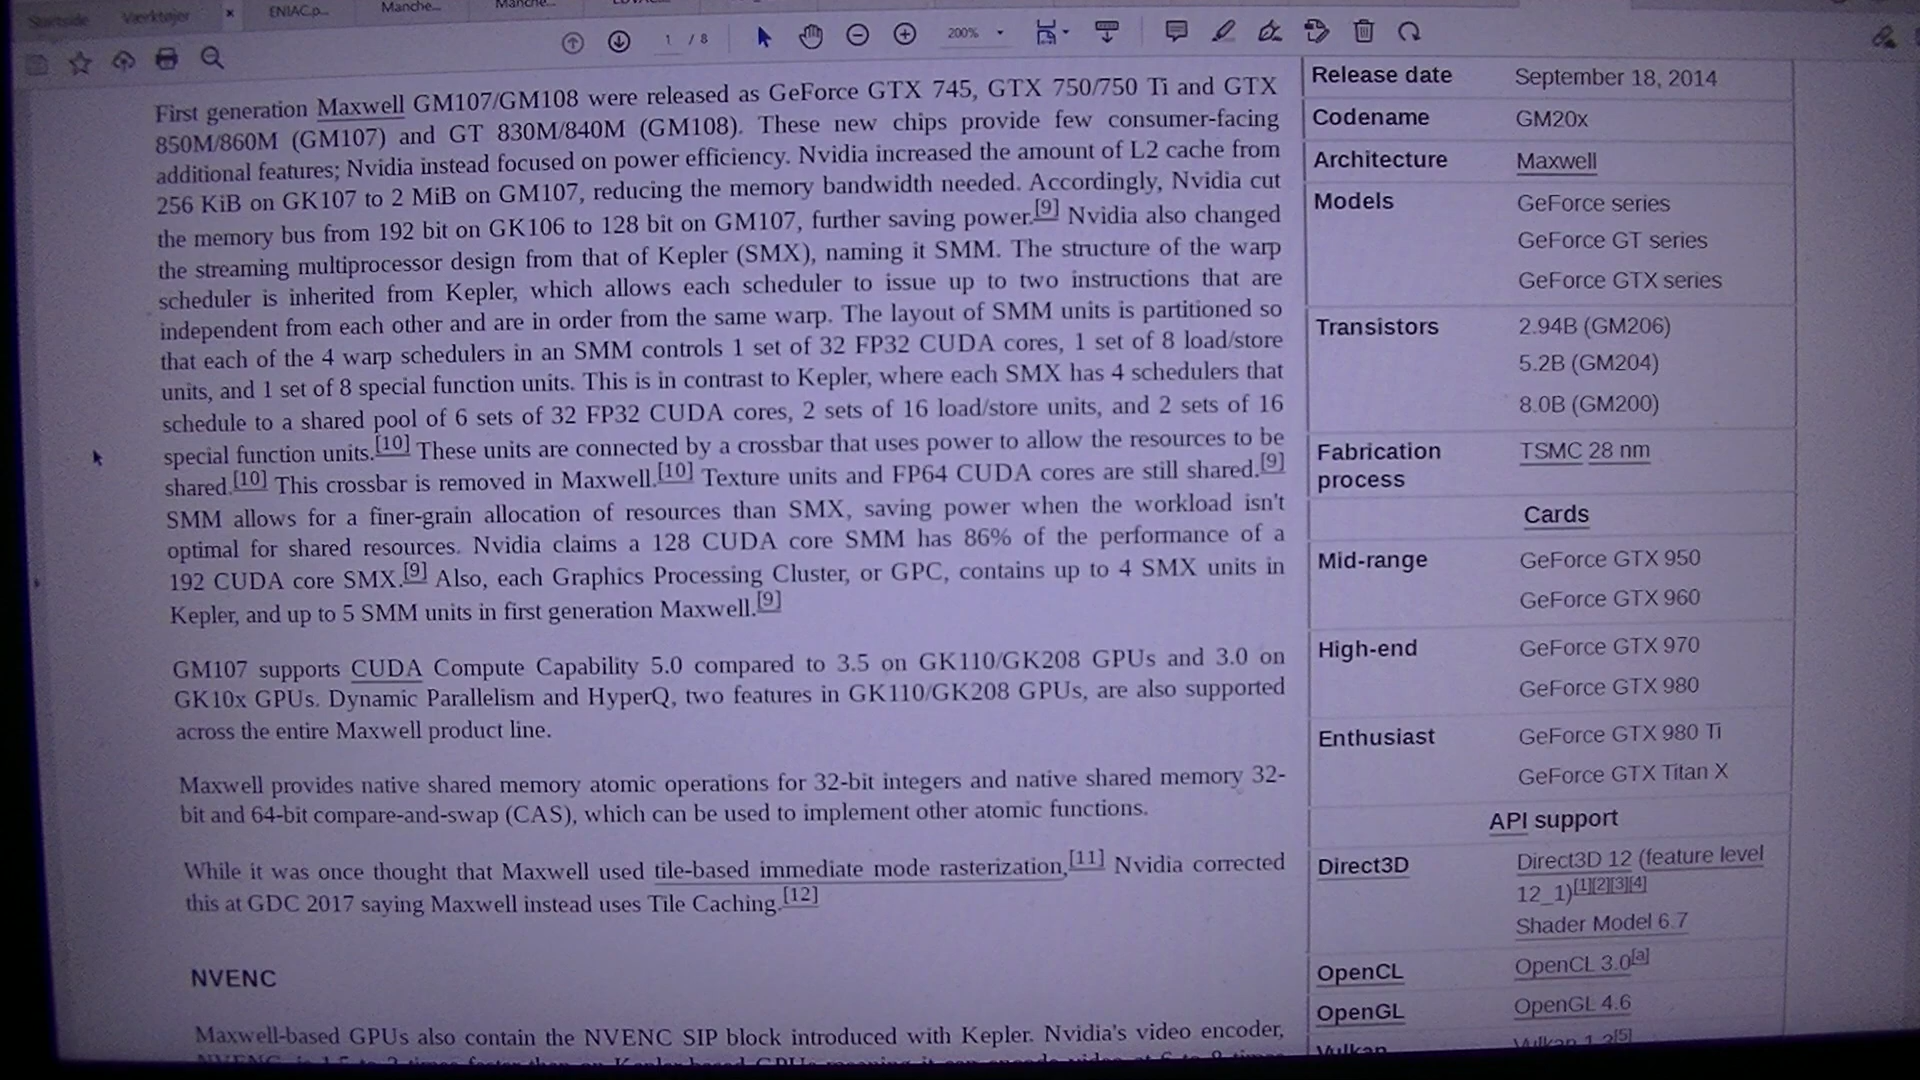 Startside Værktøjer × ENIAC.p... Manche... Manche...
1 / 8 200%
First generation Maxwell GM107/GM108 were released as GeForce GTX 745, GTX 750/750 Ti and GTX
850M/860M (GM107) and GT 830M/840M (GM108). These new chips provide few consumer-facing
additional features; Nvidia instead focused on power efficiency. Nvidia increased the amount of L2 cache from
256 KiB on GK107 to 2 MiB on GM107, reducing the memory bandwidth needed. Accordingly, Nvidia cut
the memory bus from 192 bit on GK106 to 128 bit on GM107, further saving power.[9] Nvidia also changed
the streaming multiprocessor design from that of Kepler (SMX), naming it SMM. The structure of the warp
scheduler is inherited from Kepler, which allows each scheduler to issue up to two instructions that are
independent from each other and are in order from the same warp. The layout of SMM units is partitioned so
that each of the 4 warp schedulers in an SMM controls 1 set of 32 FP32 CUDA cores, 1 set of 8 load/store
units, and 1 set of 8 special function units. This is in contrast to Kepler, where each SMX has 4 schedulers that
schedule to a shared pool of 6 sets of 32 FP32 CUDA cores, 2 sets of 16 load/store units, and 2 sets of 16
special function units.[10] These units are connected by a crossbar that uses power to allow the resources to be
shared.[10] This crossbar is removed in Maxwell.[10] Texture units and FP64 CUDA cores are still shared.[9]
SMM allows for a finer-grain allocation of resources than SMX, saving power when the workload isn't
optimal for shared resources. Nvidia claims a 128 CUDA core SMM has 86% of the performance of a
192 CUDA core SMX.[9] Also, each Graphics Processing Cluster, or GPC, contains up to 4 SMX units in
Kepler, and up to 5 SMM units in first generation Maxwell.[9]
GM107 supports CUDA Compute Capability 5.0 compared to 3.5 on GK110/GK208 GPUs and 3.0 on
GK10x GPUs. Dynamic Parallelism and HyperQ, two features in GK110/GK208 GPUs, are also supported
across the entire Maxwell product line.
Maxwell provides native shared memory atomic operations for 32-bit integers and native shared memory 32-
bit and 64-bit compare-and-swap (CAS), which can be used to implement other atomic functions.
While it was once thought that Maxwell used tile-based immediate mode rasterization,[11] Nvidia corrected
this at GDC 2017 saying Maxwell instead uses Tile Caching.[12]
NVENC
Maxwell-based GPUs also contain the NVENC SIP block introduced with Kepler. Nvidia's video encoder,
Release date September 18, 2014
Codename GM20x
Architecture Maxwell
Models GeForce series
GeForce GT series
GeForce GTX series
Transistors 2.94B (GM206)
5.2B (GM204)
8.0B (GM200)
Fabrication TSMC 28 nm
process
Cards
Mid-range GeForce GTX 950
GeForce GTX 960
High-end GeForce GTX 970
GeForce GTX 980
Enthusiast GeForce GTX 980 Ti
GeForce GTX Titan X
API support
Direct3D Direct3D 12 (feature level
12_1)[1][2][3][4]
Shader Model 6.7
OpenCL OpenCL 3.0[a]
OpenGL OpenGL 4.6
Vulkan Vulkan 1.2[5]